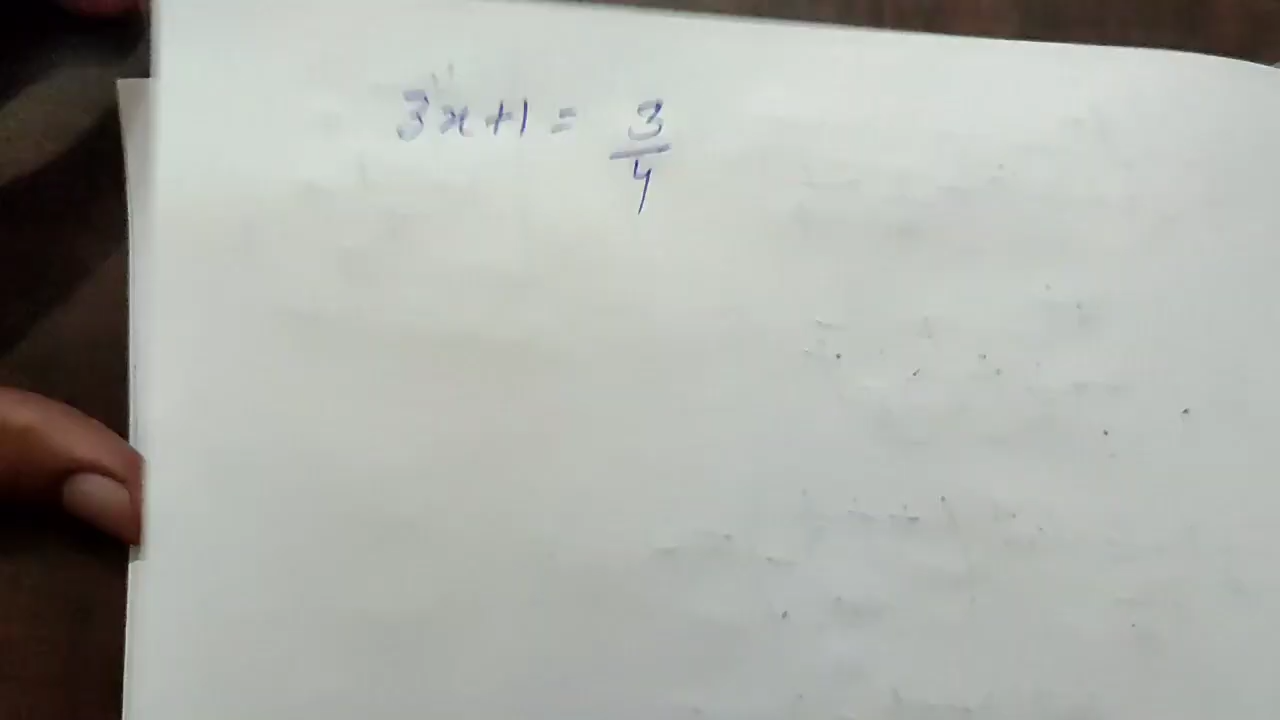 3x+1 = 3/4